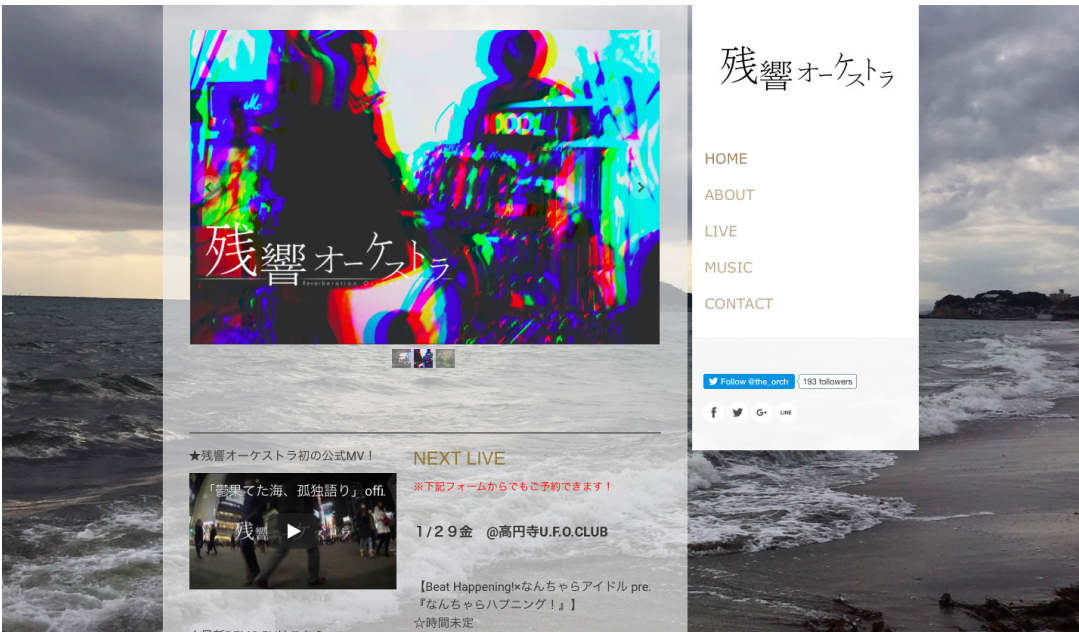 残響オーケストラ
HOME
ABOUT
LIVE
MUSIC
CONTACT
Follow @the_orch 193 followers
LINE
残響オーケストラ
★残響オーケストラ初の公式MV！
「鬱果てた海、孤独語り」offi.
残響
NEXT LIVE
※下記フォームからでもご予約できます！
１/２９金　@高円寺U.F.O.CLUB
【Beat Happening!×なんちゃらアイドル pre.
『なんちゃらハプニング！』】
☆時間未定